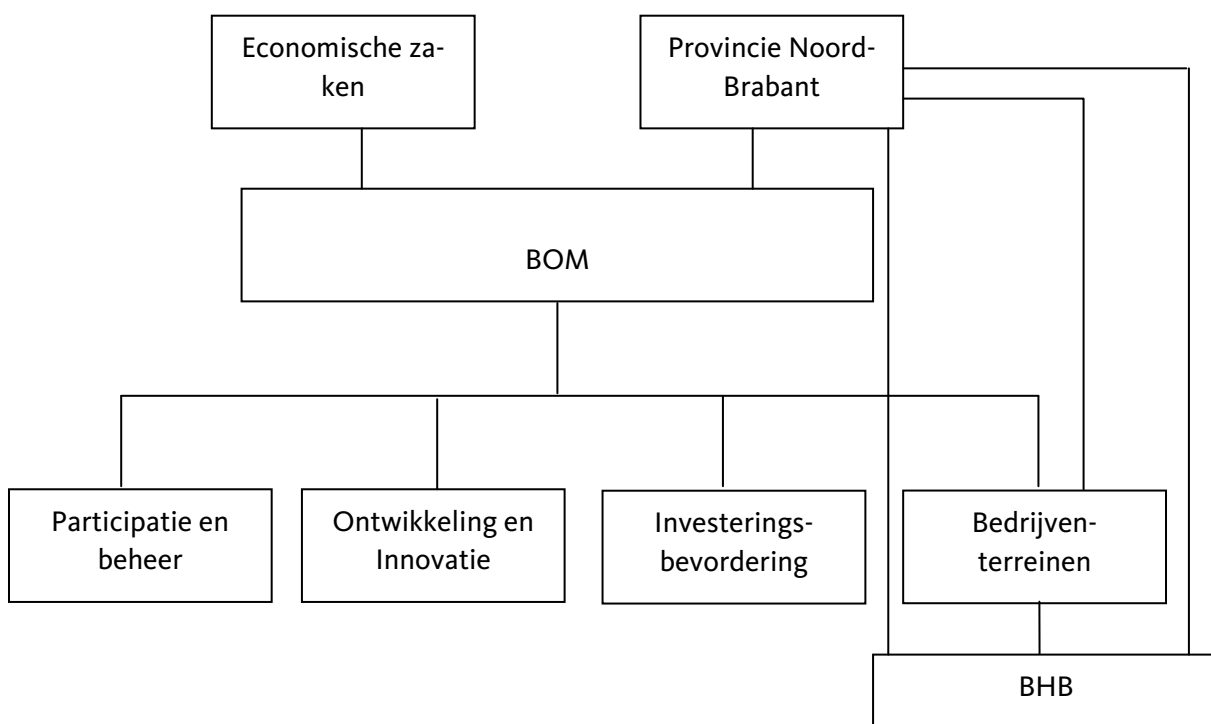 Economische za-
ken
Provincie Noord-
Brabant
BOM
Participatie en
beheer
Ontwikkeling en
Innovatie
Investerings-
bevordering
Bedrijven-
terreinen
BHB